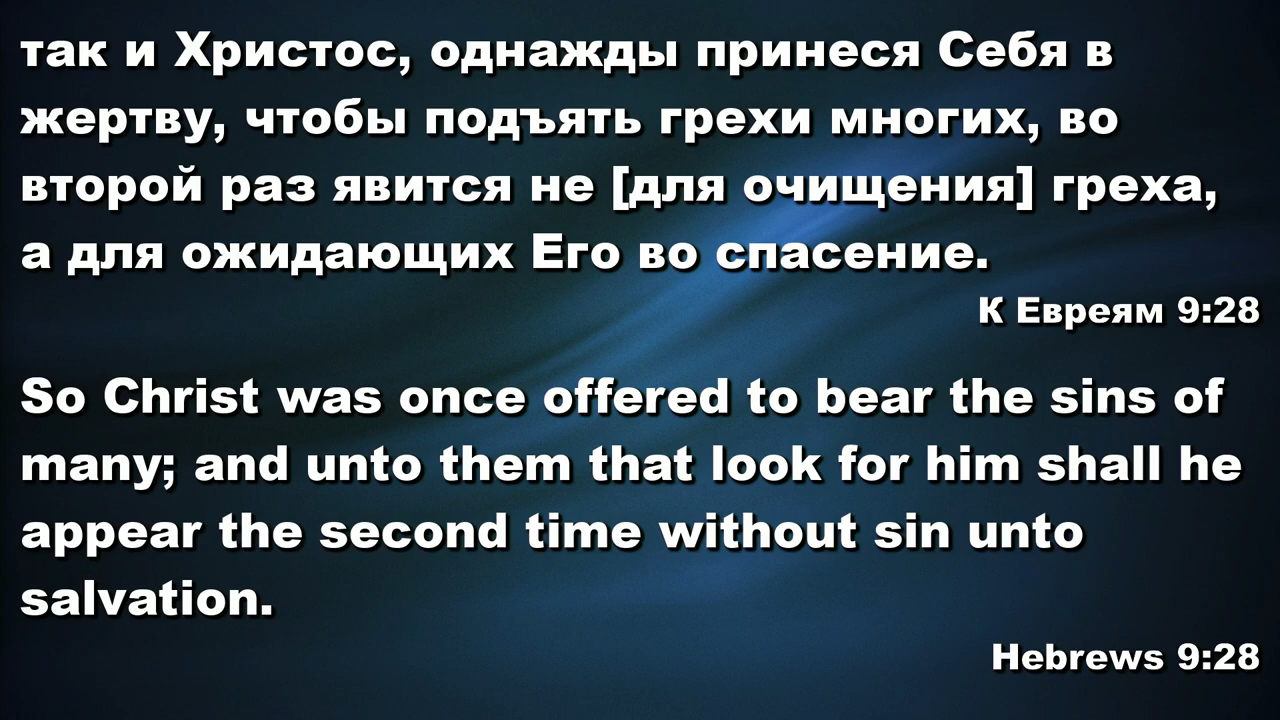 так и Христос, однажды принеся Себя в
жертву, чтобы подъять грехи многих, во
второй раз явится не [для очищения] греха,
а для ожидающих Его во спасение.
К Евреям 9:28
So Christ was once offered to bear the sins of
many; and unto them that look for him shall he
appear the second time without sin unto
salvation.
Hebrews 9:28